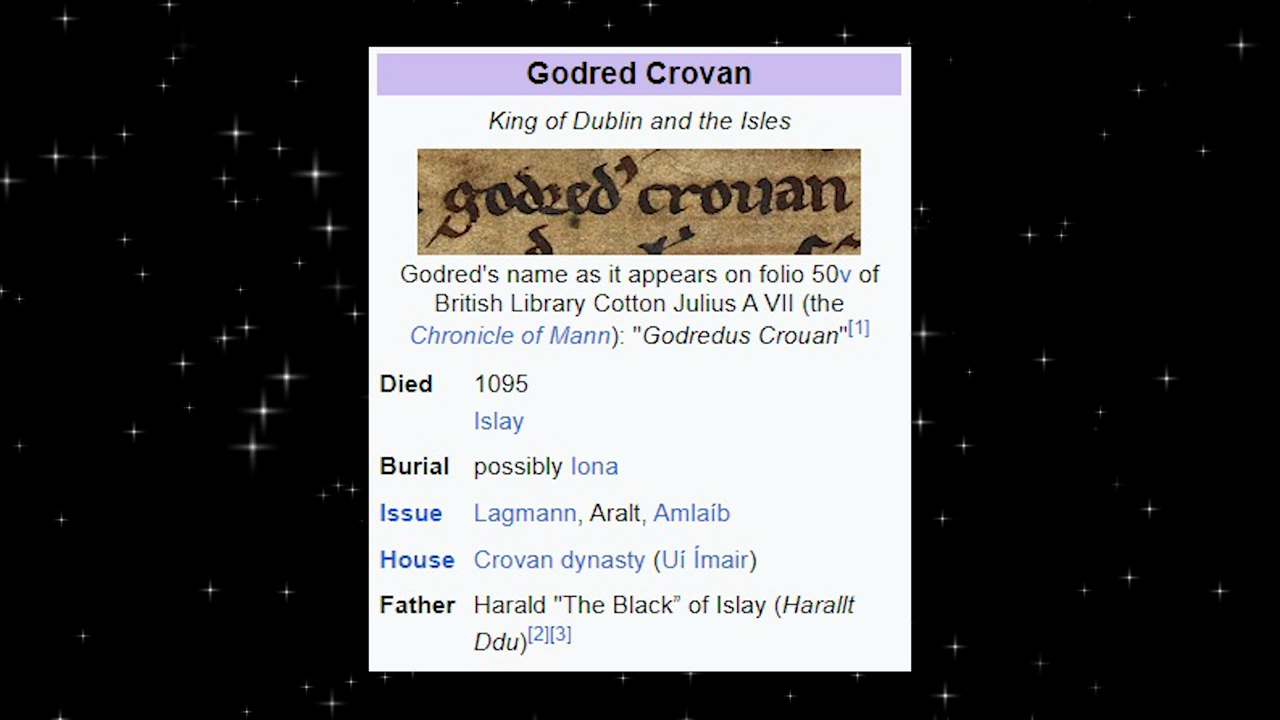 Godred Crovan
King of Dublin and the Isles
godred' crouan
Godred's name as it appears on folio 50v of
British Library Cotton Julius A VII (the
Chronicle of Mann): "Godredus Crouan"[1]
Died 1095
Islay
Burial possibly Iona
Issue Lagmann, Aralt, Amlaíb
House Crovan dynasty (Uí Ímair)
Father Harald "The Black” of Islay (Harallt
Ddu)[2][3]